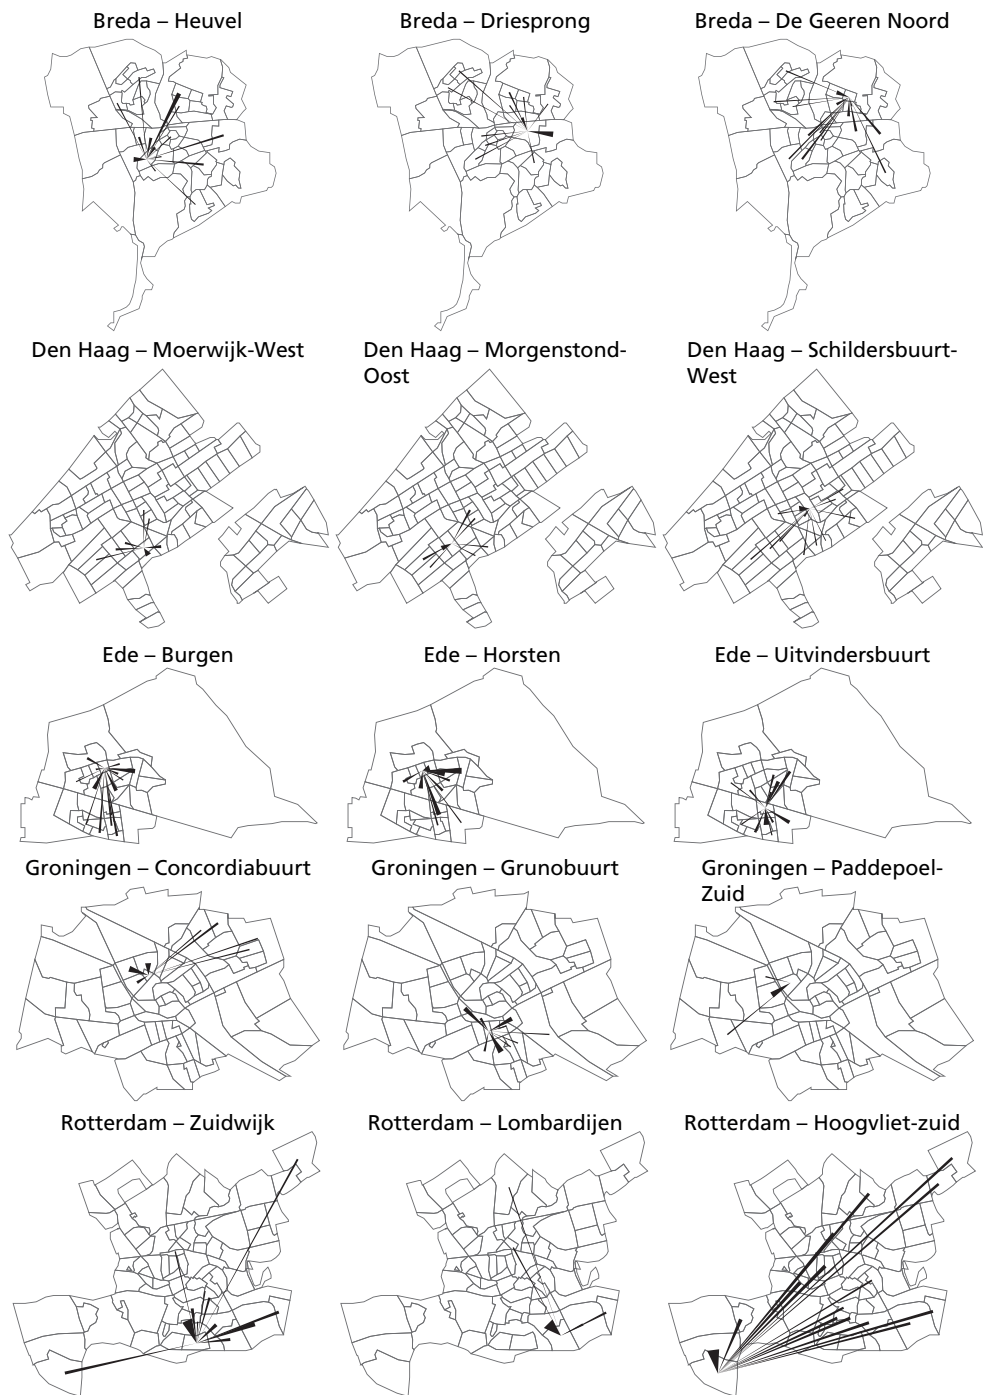 Breda – Heuvel
Breda – Driesprong
Breda – De Geeren Noord
Den Haag – Moerwijk-West
Den Haag – Morgenstond-
Oost
Den Haag – Schildersbuurt-
West
Ede – Burgen
Ede – Horsten
Ede – Uitvindersbuurt
Groningen – Concordiabuurt
Groningen – Grunobuurt
Groningen – Paddepoel-
Zuid
Rotterdam – Zuidwijk
Rotterdam – Lombardijen
Rotterdam – Hoogvliet-zuid